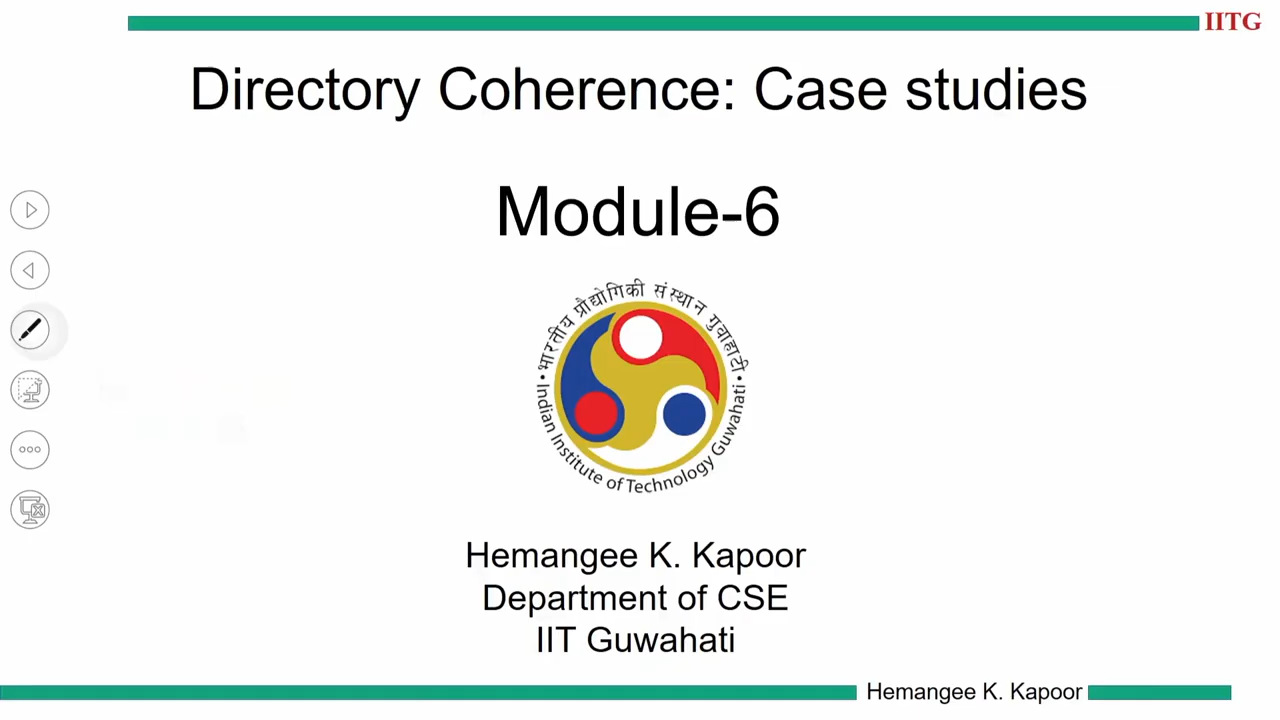 IITG
Directory Coherence: Case studies
Module-6
भारतीय प्रौद्योगिकी संस्थान गुवाहाटी
Indian Institute of Technology Guwahati
Hemangee K. Kapoor
Department of CSE
IIT Guwahati
Hemangee K. Kapoor